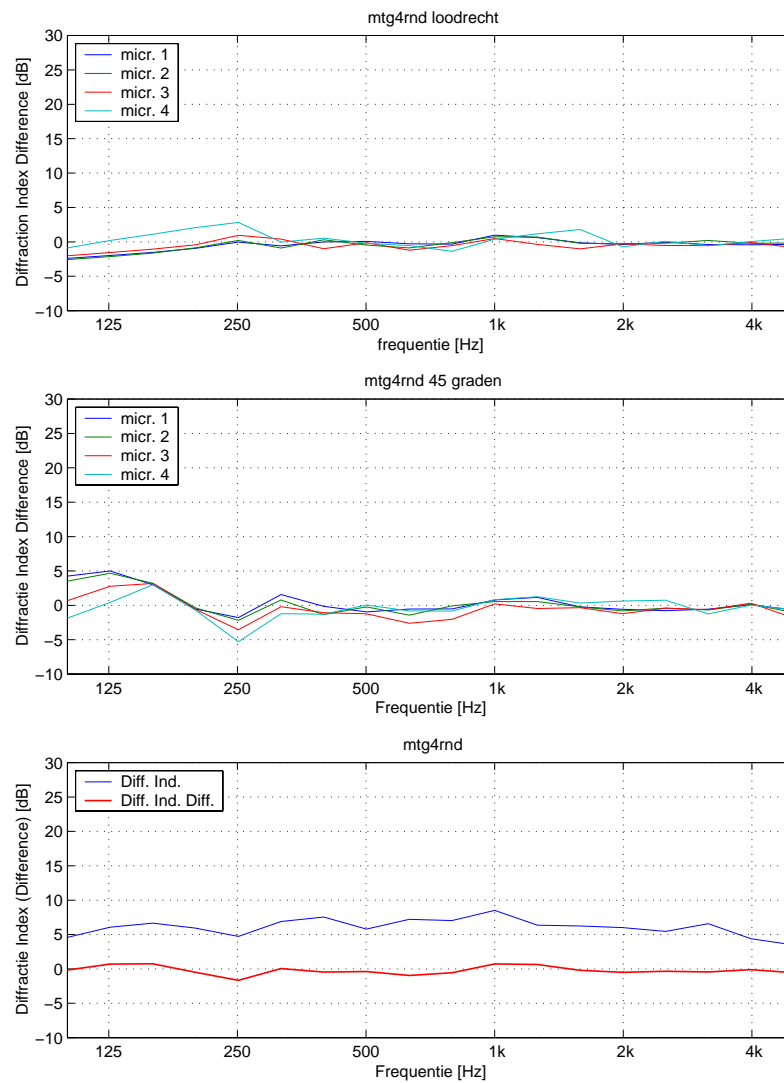 mtg4rnd loodrecht
30
25
20
15
10
5
0
−5
−10
Diffraction Index Difference [dB]
micr. 1
micr. 2
micr. 3
micr. 4
125 250 500 1k 2k 4k
frequentie [Hz]
mtg4rnd 45 graden
30
25
20
15
10
5
0
−5
−10
Diffractie Index Difference [dB]
micr. 1
micr. 2
micr. 3
micr. 4
125 250 500 1k 2k 4k
Frequentie [Hz]
mtg4rnd
30
25
20
15
10
5
0
−5
−10
Diffractie Index (Difference) [dB]
Diff. Ind.
Diff. Ind. Diff.
125 250 500 1k 2k 4k
Frequentie [Hz]